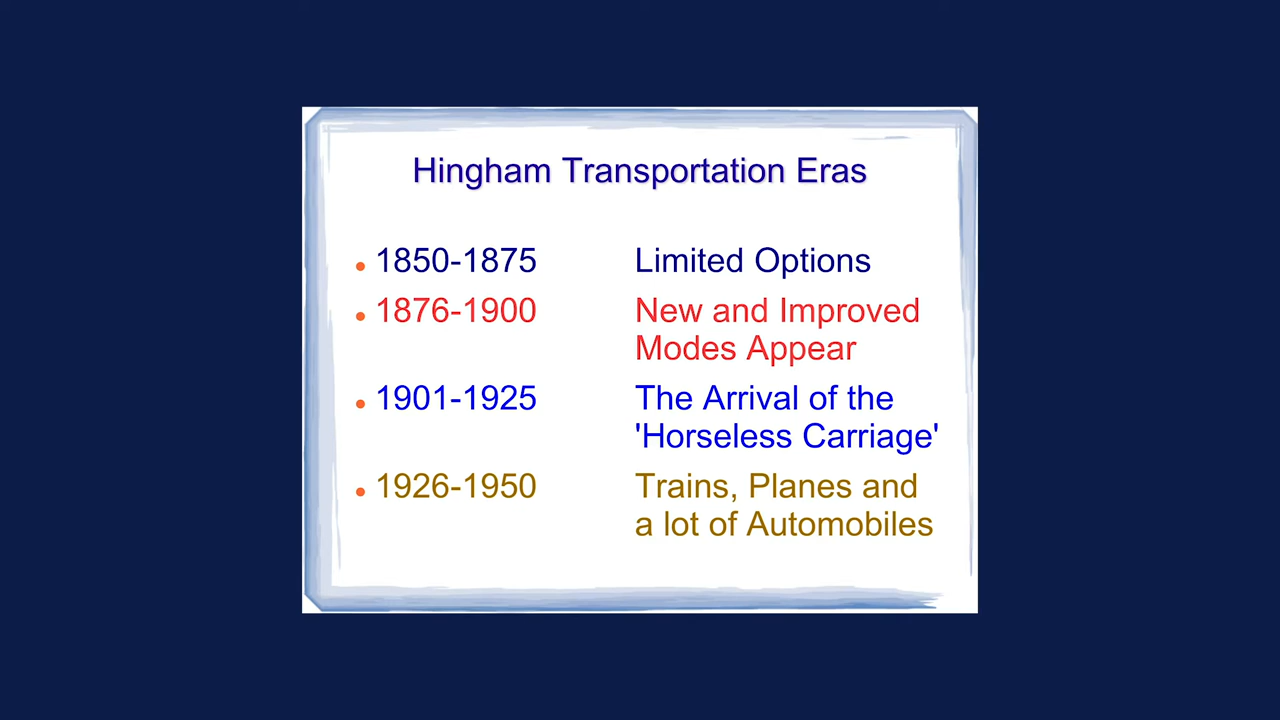 Hingham Transportation Eras
1850-1875 Limited Options
1876-1900 New and Improved
Modes Appear
1901-1925 The Arrival of the
'Horseless Carriage'
1926-1950 Trains, Planes and
a lot of Automobiles